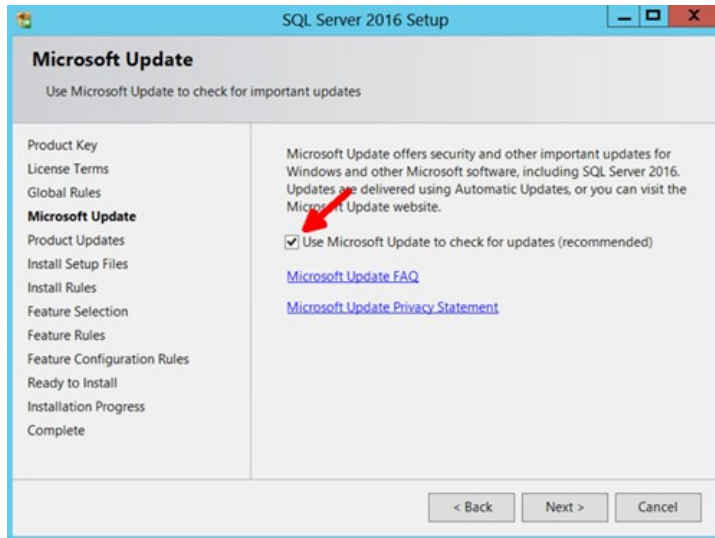 SQL Server 2016 Setup
Microsoft Update
Use Microsoft Update to check for important updates
Product Key
License Terms
Global Rules
Microsoft Update
Product Updates
Install Setup Files
Install Rules
Feature Selection
Feature Rules
Feature Configuration Rules
Ready to Install
Installation Progress
Complete
Microsoft Update offers security and other important updates for
Windows and other Microsoft software, including SQL Server 2016.
Updates are delivered using Automatic Updates, or you can visit the
Microsoft Update website.
Use Microsoft Update to check for updates (recommended)
Microsoft Update FAQ
Microsoft Update Privacy Statement
< Back
Next >
Cancel